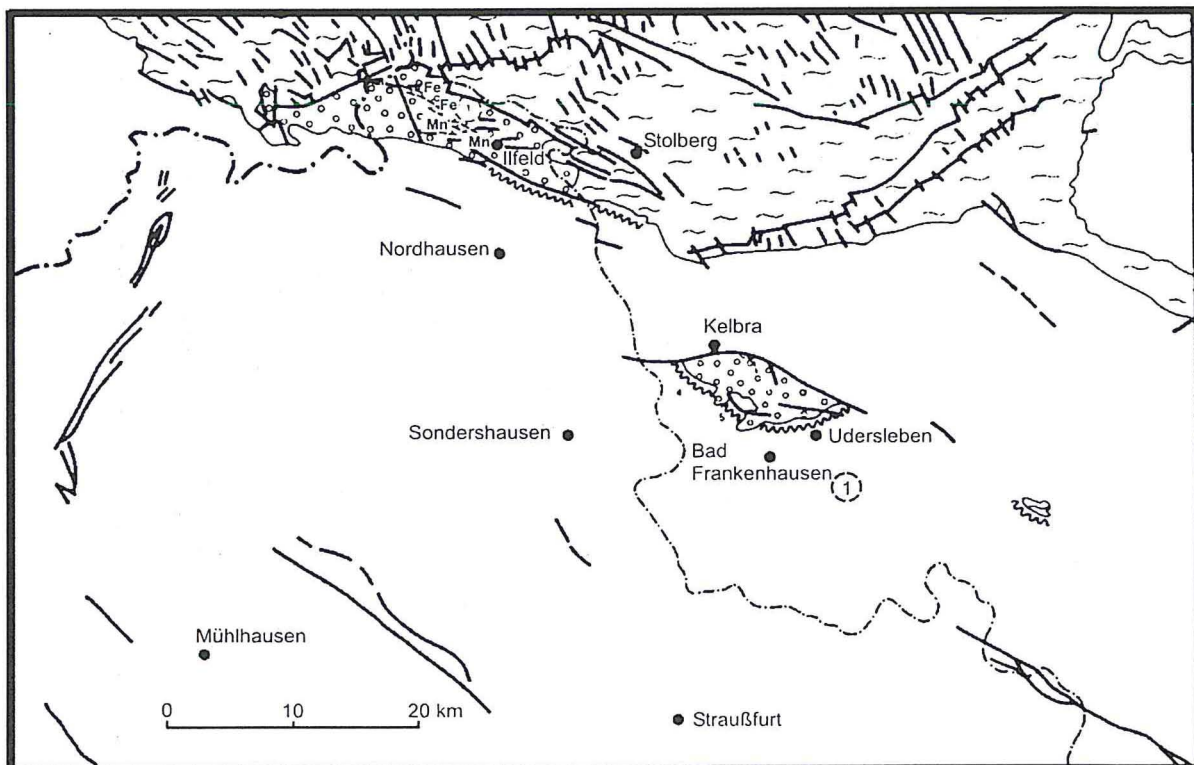 Fe
Fe
Mn
Mn
Ilfeld
Stolberg
Nordhausen
Kelbra
Sondershausen
Udersleben
Bad
Frankenhausen
1
Mühlhausen
0 10 20 km
Straußfurt